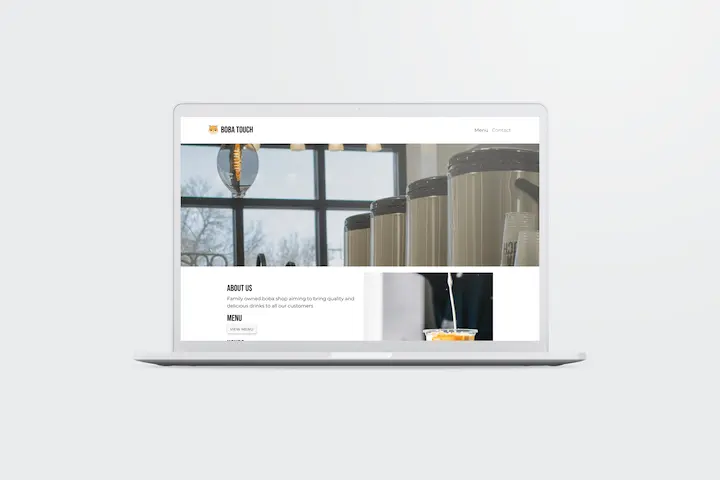 BOBA TOUCH
Menu Contact
ABOUT US
Family owned boba shop aiming to bring quality and
delicious drinks to all our customers
MENU
VIEW MENU